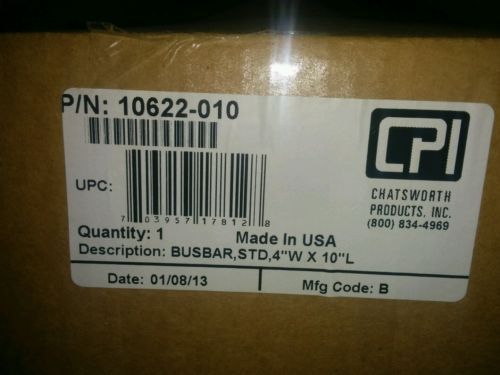 P/N: 10622-010
CPI
CHATSWORTH
PRODUCTS, INC.
(800) 834-4969
UPC:
7 03957 17812 8
Quantity: 1 Made In USA
Description: BUSBAR,STD,4"W X 10"L
Date: 01/08/13 Mfg Code: B